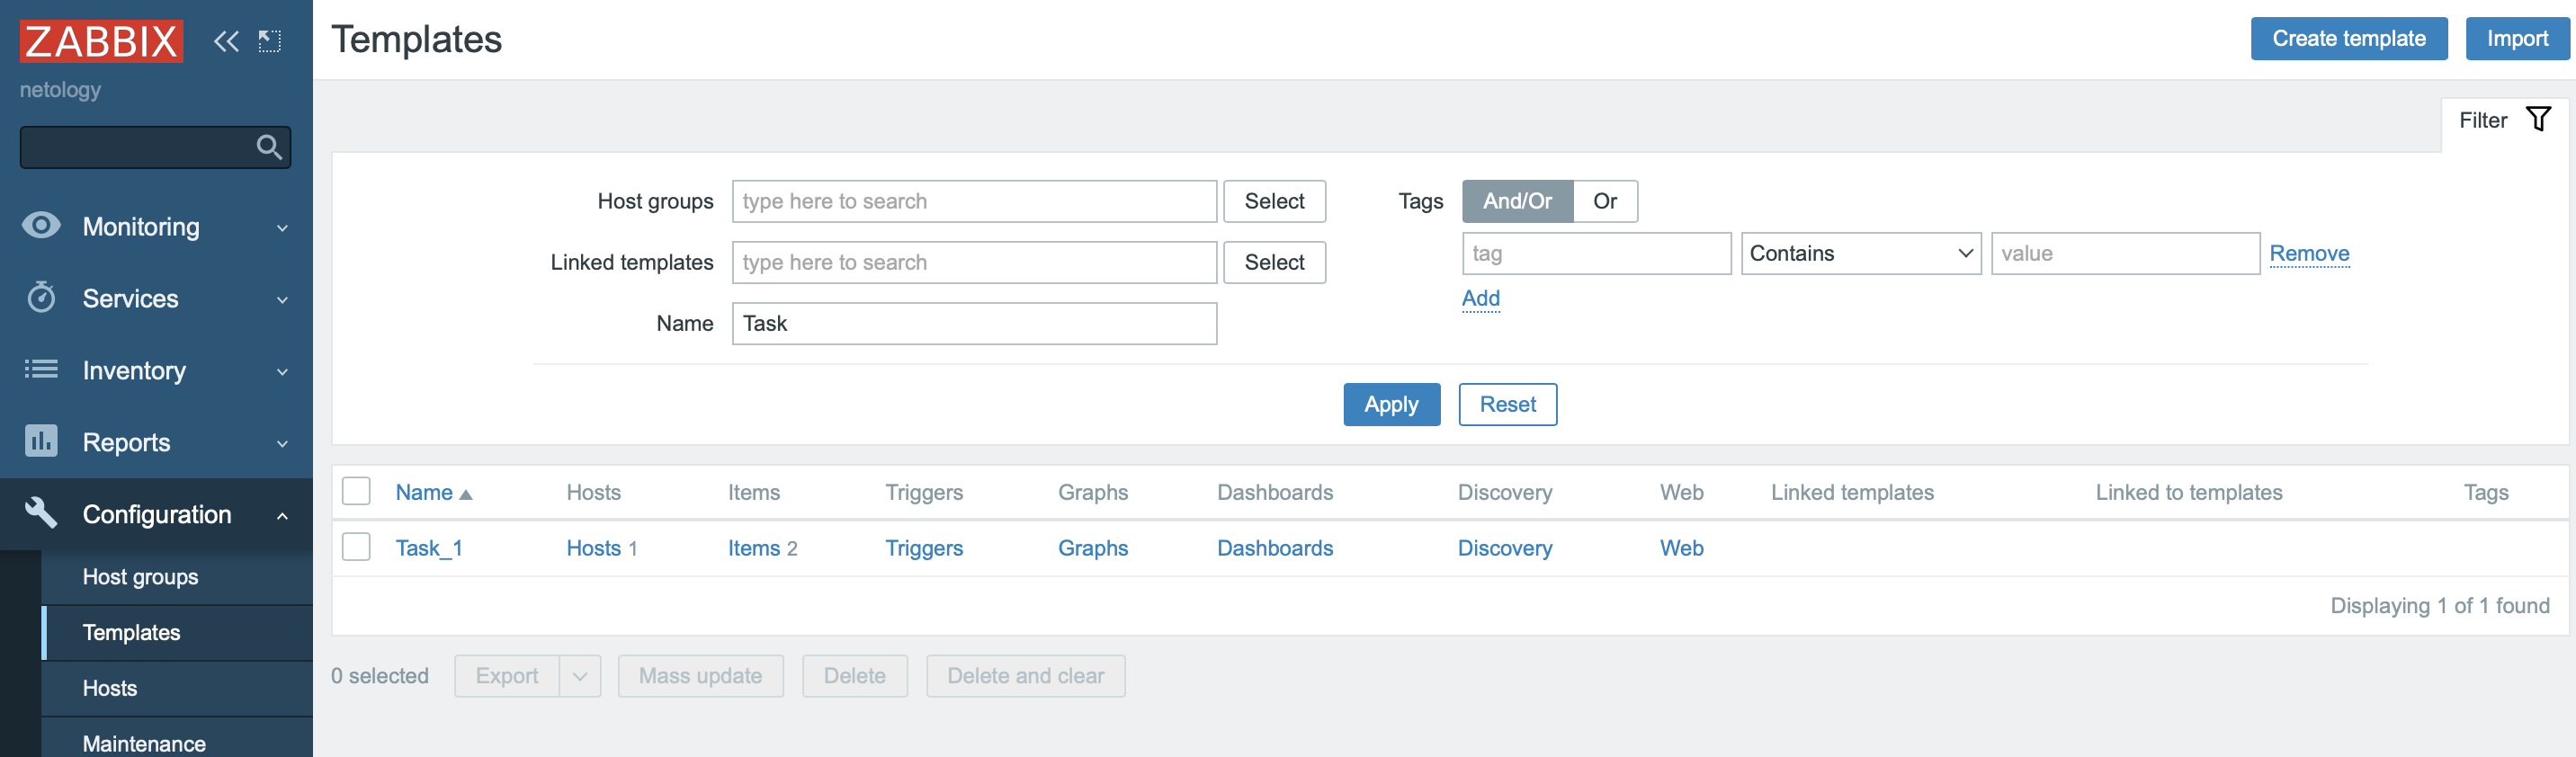 ZABBIX
netology
Monitoring
Services
Inventory
Reports
Configuration
Host groups
Templates
Hosts
Maintenance
Templates
Create template Import
Filter
Host groups type here to search Select Tags And/Or Or
Linked templates type here to search Select tag Contains value Remove
Add
Name Task
Apply Reset
Name Hosts Items Triggers Graphs Dashboards Discovery Web Linked templates Linked to templates Tags
Task_1 Hosts 1 Items 2 Triggers Graphs Dashboards Discovery Web
Displaying 1 of 1 found
0 selected Export Mass update Delete Delete and clear